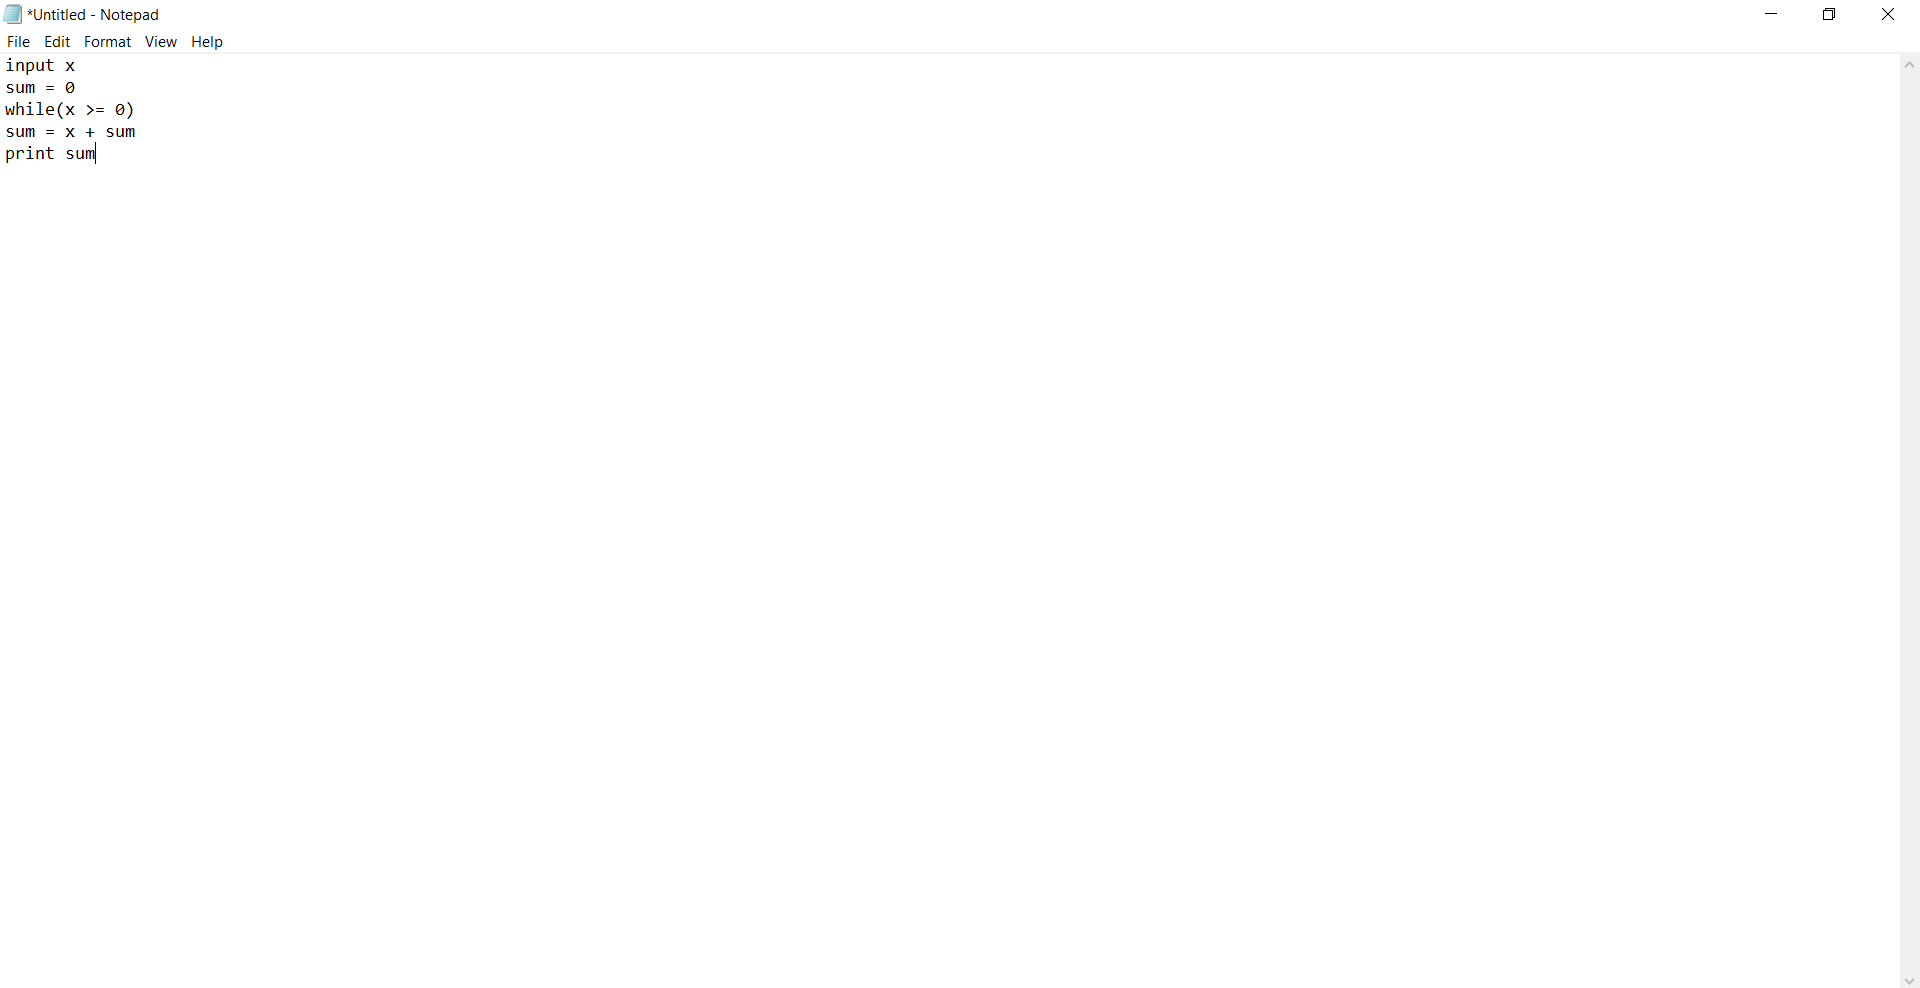 *Untitled - Notepad
File Edit Format View Help
input x
sum = 0
while(x >= 0)
sum = x + sum
print sum